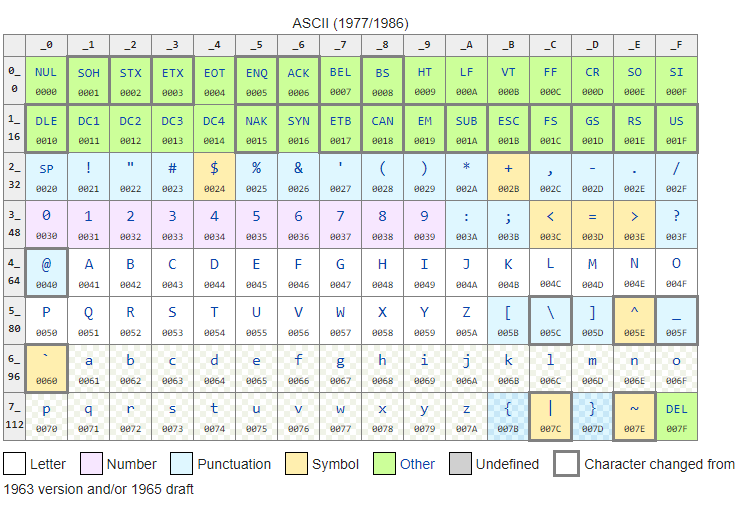 ASCII (1977/1986)
_0 _1 _2 _3 _4 _5 _6 _7 _8 _9 _A _B _C _D _E _F
0_ NUL SOH STX ETX EOT ENQ ACK BEL BS HT LF VT FF CR SO SI
0 0000 0001 0002 0003 0004 0005 0006 0007 0008 0009 000A 000B 000C 000D 000E 000F
1_ DLE DC1 DC2 DC3 DC4 NAK SYN ETB CAN EM SUB ESC FS GS RS US
16 0010 0011 0012 0013 0014 0015 0016 0017 0018 0019 001A 001B 001C 001D 001E 001F
2_ SP ! " # $ % & ' ( ) * + , - . /
32 0020 0021 0022 0023 0024 0025 0026 0027 0028 0029 002A 002B 002C 002D 002E 002F
3_ 0 1 2 3 4 5 6 7 8 9 : ; < = > ?
48 0030 0031 0032 0033 0034 0035 0036 0037 0038 0039 003A 003B 003C 003D 003E 003F
4_ @ A B C D E F G H I J K L M N O
64 0040 0041 0042 0043 0044 0045 0046 0047 0048 0049 004A 004B 004C 004D 004E 004F
5_ P Q R S T U V W X Y Z [ \ ] ^ _
80 0050 0051 0052 0053 0054 0055 0056 0057 0058 0059 005A 005B 005C 005D 005E 005F
6_ ` a b c d e f g h i j k l m n o
96 0060 0061 0062 0063 0064 0065 0066 0067 0068 0069 006A 006B 006C 006D 006E 006F
7_ p q r s t u v w x y z { | } ~ DEL
112 0070 0071 0072 0073 0074 0075 0076 0077 0078 0079 007A 007B 007C 007D 007E 007F
Letter Number Punctuation Symbol Other Undefined Character changed from
1963 version and/or 1965 draft